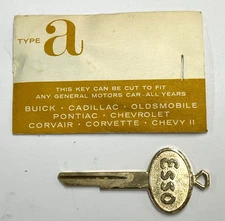 TYPE a
THIS KEY CAN BE CUT TO FIT
ANY GENERAL MOTORS CAR-ALL YEARS
BUICK · CADILLAC · OLDSMOBILE
PONTIAC · CHEVROLET
CORVAIR · CORVETTE · CHEVY II
ESSO